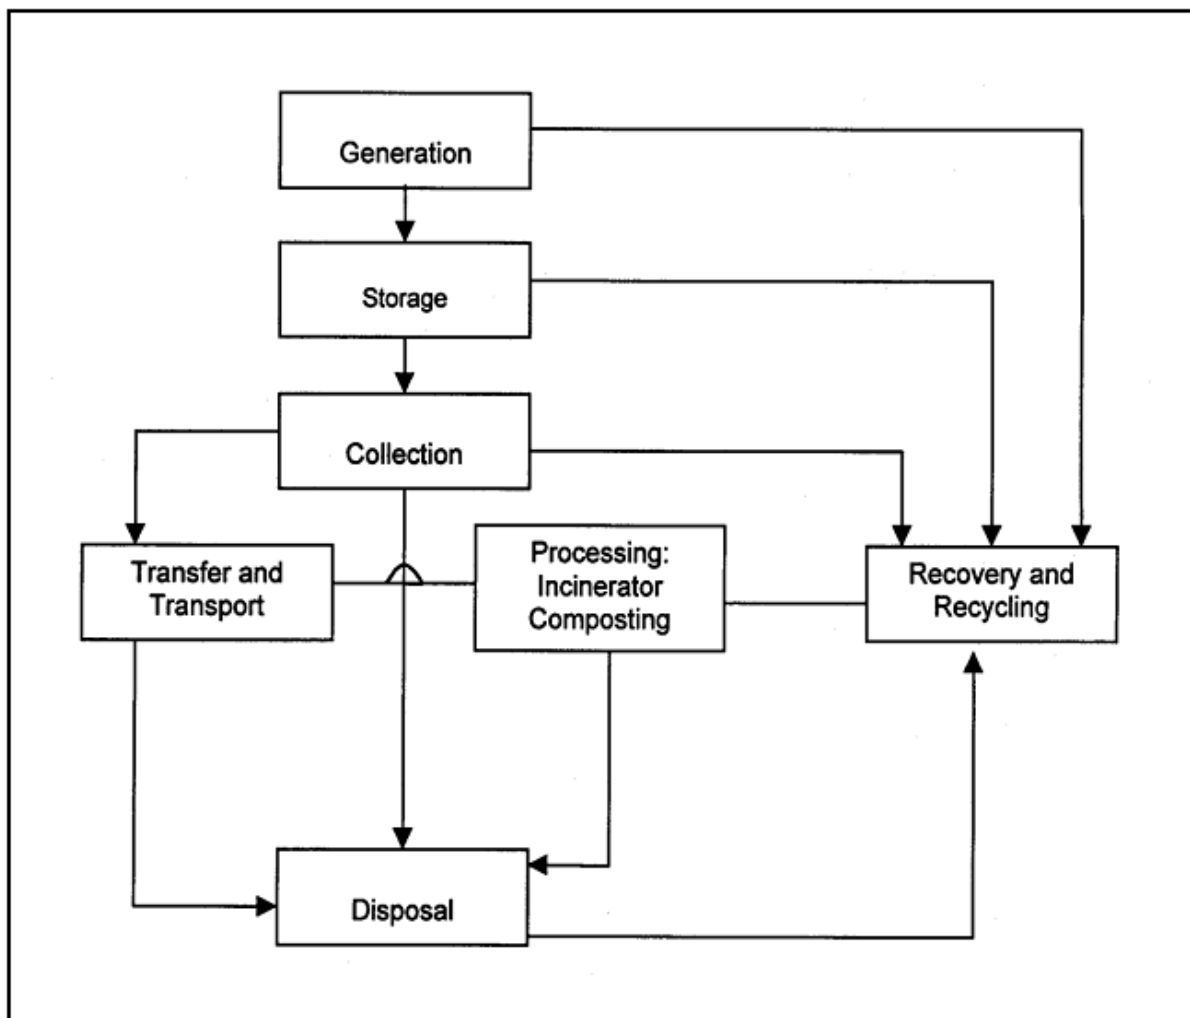 Generation
Storage
Collection
Transfer and
Transport
Processing:
Incinerator
Composting
Recovery and
Recycling
Disposal